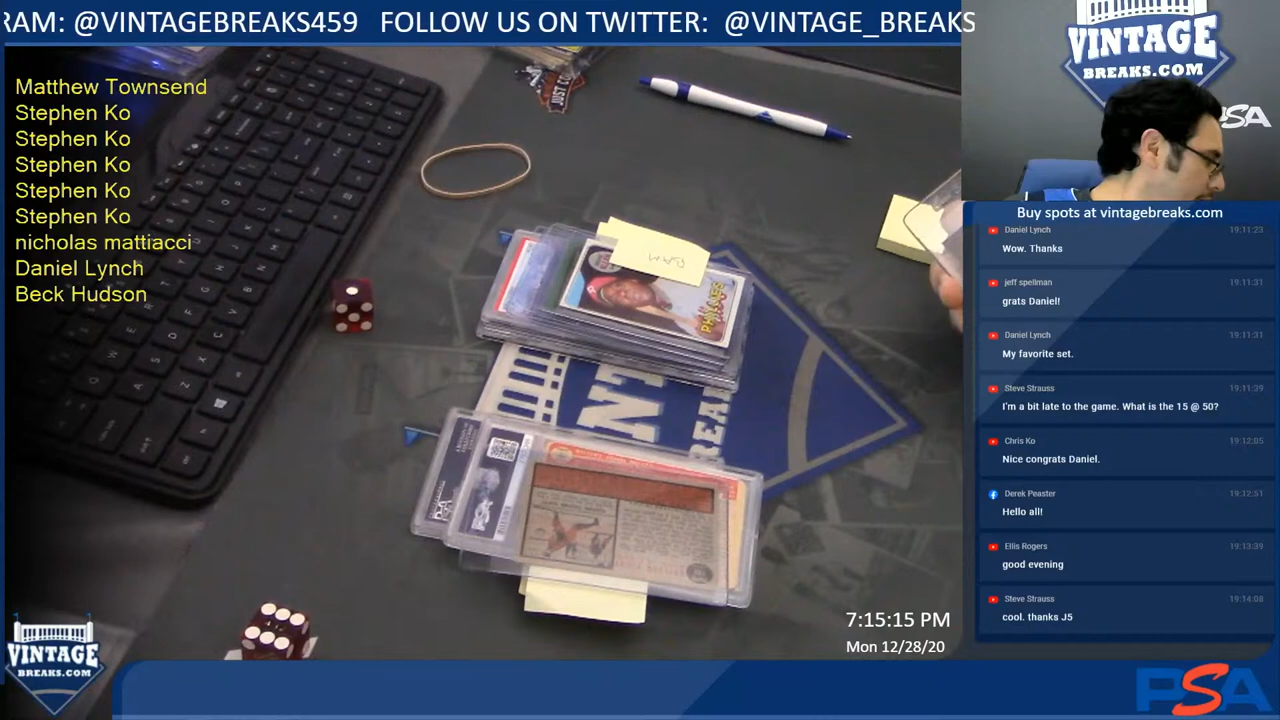 RAM: @VINTAGEBREAKS459 FOLLOW US ON TWITTER: @VINTAGE_BREAKS
VINTAGE
BREAKS.COM
PSA
Matthew Townsend
Stephen Ko
Stephen Ko
Stephen Ko
Stephen Ko
Stephen Ko
nicholas mattiacci
Daniel Lynch
Beck Hudson
JUST CO
PHILLIES
NT
REA
Buy spots at vintagebreaks.com
Daniel Lynch 19:11:23
Wow. Thanks
jeff spellman 19:11:31
grats Daniel!
Daniel Lynch 19:11:31
My favorite set.
Steve Strauss 19:11:39
I'm a bit late to the game. What is the 15 @ 50?
Chris Ko 19:12:05
Nice congrats Daniel.
Derek Peaster 19:12:51
Hello all!
Ellis Rogers 19:13:39
good evening
Steve Strauss 19:14:08
cool. thanks J5
7:15:15 PM
Mon 12/28/20
VINTAGE
BREAKS.COM
PSA